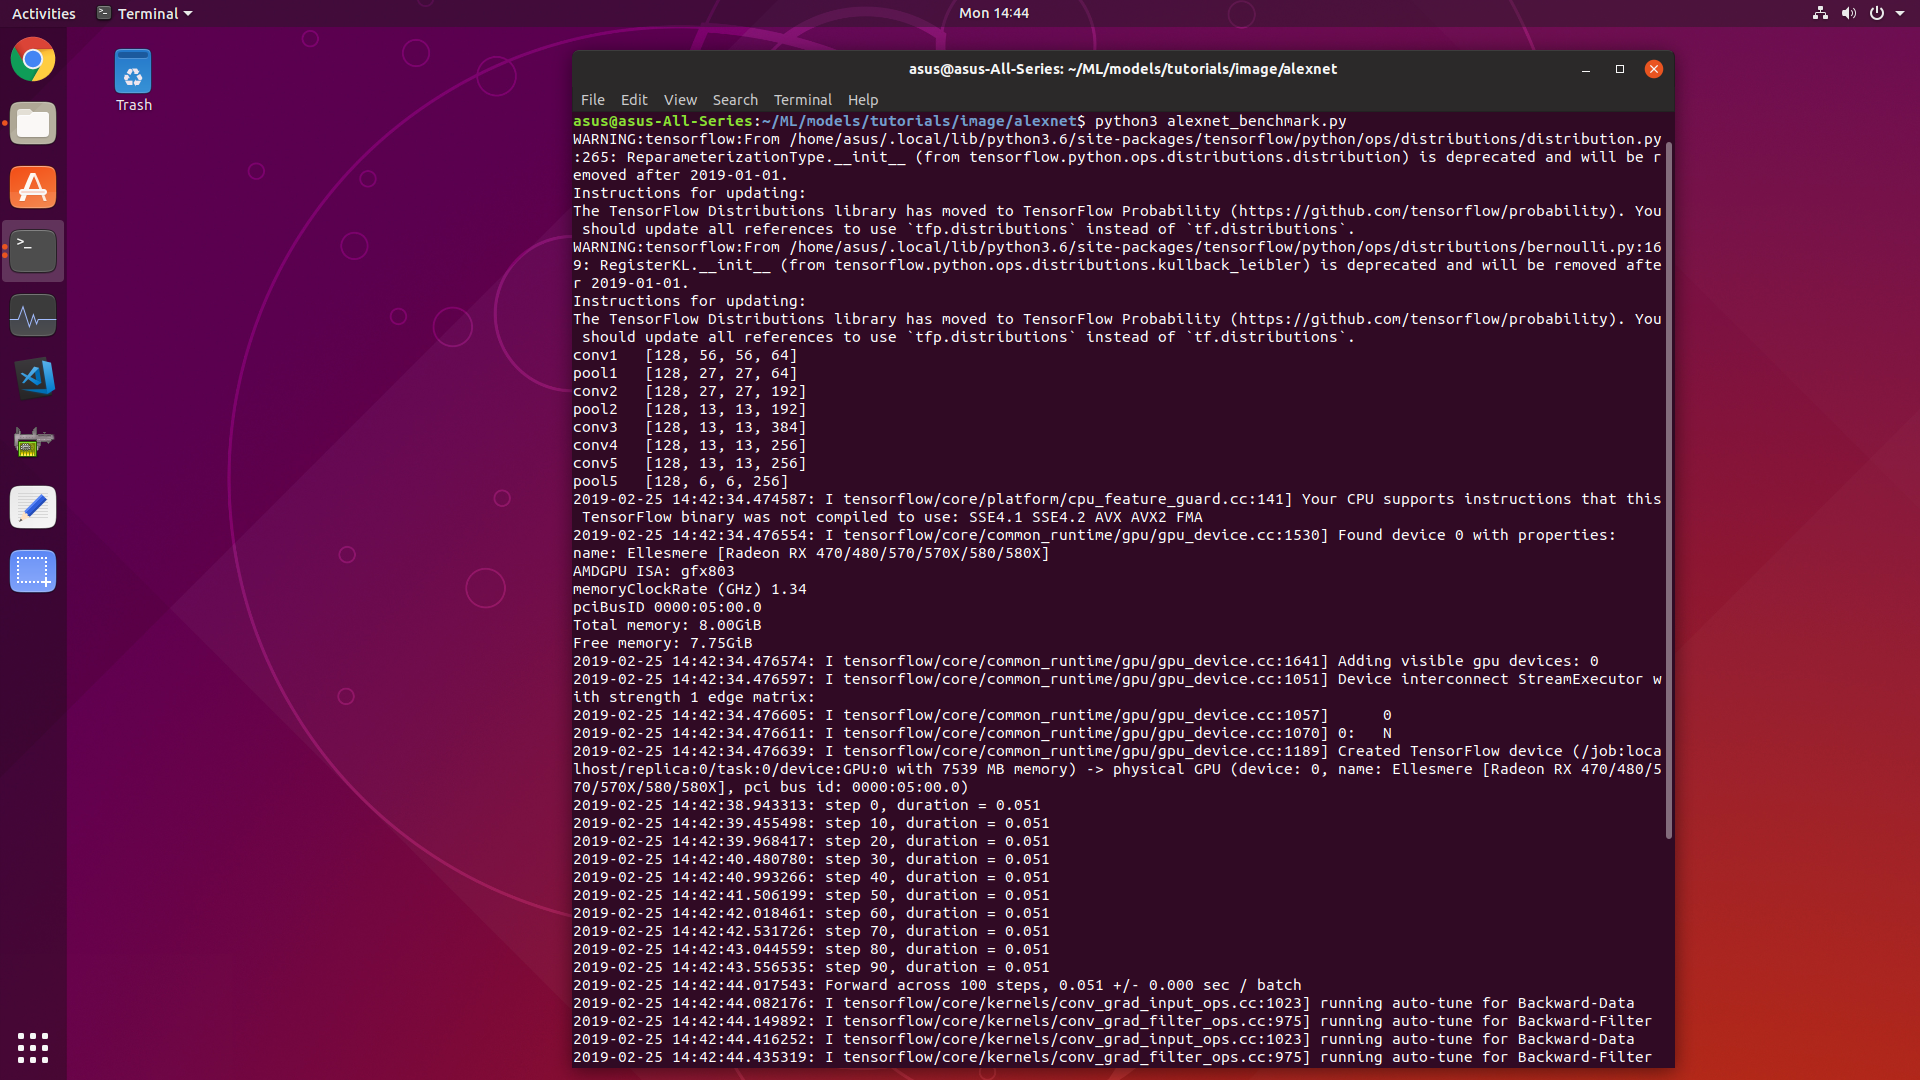 Activities Terminal Mon 14:44
Trash
asus@asus-All-Series: ~/ML/models/tutorials/image/alexnet
File Edit View Search Terminal Help
asus@asus-All-Series:~/ML/models/tutorials/image/alexnet$ python3 alexnet_benchmark.py
WARNING:tensorflow:From /home/asus/.local/lib/python3.6/site-packages/tensorflow/python/ops/distributions/distribution.py
:265: ReparameterizationType.__init__ (from tensorflow.python.ops.distributions.distribution) is deprecated and will be r
emoved after 2019-01-01.
Instructions for updating:
The TensorFlow Distributions library has moved to TensorFlow Probability (https://github.com/tensorflow/probability). You
 should update all references to use `tfp.distributions` instead of `tf.distributions`.
WARNING:tensorflow:From /home/asus/.local/lib/python3.6/site-packages/tensorflow/python/ops/distributions/bernoulli.py:16
9: RegisterKL.__init__ (from tensorflow.python.ops.distributions.kullback_leibler) is deprecated and will be removed afte
r 2019-01-01.
Instructions for updating:
The TensorFlow Distributions library has moved to TensorFlow Probability (https://github.com/tensorflow/probability). You
 should update all references to use `tfp.distributions` instead of `tf.distributions`.
conv1   [128, 56, 56, 64]
pool1   [128, 27, 27, 64]
conv2   [128, 27, 27, 192]
pool2   [128, 13, 13, 192]
conv3   [128, 13, 13, 384]
conv4   [128, 13, 13, 256]
conv5   [128, 13, 13, 256]
pool5   [128, 6, 6, 256]
2019-02-25 14:42:34.474587: I tensorflow/core/platform/cpu_feature_guard.cc:141] Your CPU supports instructions that this
 TensorFlow binary was not compiled to use: SSE4.1 SSE4.2 AVX AVX2 FMA
2019-02-25 14:42:34.476554: I tensorflow/core/common_runtime/gpu/gpu_device.cc:1530] Found device 0 with properties:
name: Ellesmere [Radeon RX 470/480/570/570X/580/580X]
AMDGPU ISA: gfx803
memoryClockRate (GHz) 1.34
pciBusID 0000:05:00.0
Total memory: 8.00GiB
Free memory: 7.75GiB
2019-02-25 14:42:34.476574: I tensorflow/core/common_runtime/gpu/gpu_device.cc:1641] Adding visible gpu devices: 0
2019-02-25 14:42:34.476597: I tensorflow/core/common_runtime/gpu/gpu_device.cc:1051] Device interconnect StreamExecutor w
ith strength 1 edge matrix:
2019-02-25 14:42:34.476605: I tensorflow/core/common_runtime/gpu/gpu_device.cc:1057]      0
2019-02-25 14:42:34.476611: I tensorflow/core/common_runtime/gpu/gpu_device.cc:1070] 0:   N
2019-02-25 14:42:34.476639: I tensorflow/core/common_runtime/gpu/gpu_device.cc:1189] Created TensorFlow device (/job:loca
lhost/replica:0/task:0/device:GPU:0 with 7539 MB memory) -> physical GPU (device: 0, name: Ellesmere [Radeon RX 470/480/5
70/570X/580/580X], pci bus id: 0000:05:00.0)
2019-02-25 14:42:38.943313: step 0, duration = 0.051
2019-02-25 14:42:39.455498: step 10, duration = 0.051
2019-02-25 14:42:39.968417: step 20, duration = 0.051
2019-02-25 14:42:40.480780: step 30, duration = 0.051
2019-02-25 14:42:40.993266: step 40, duration = 0.051
2019-02-25 14:42:41.506199: step 50, duration = 0.051
2019-02-25 14:42:42.018461: step 60, duration = 0.051
2019-02-25 14:42:42.531726: step 70, duration = 0.051
2019-02-25 14:42:43.044559: step 80, duration = 0.051
2019-02-25 14:42:43.556535: step 90, duration = 0.051
2019-02-25 14:42:44.017543: Forward across 100 steps, 0.051 +/- 0.000 sec / batch
2019-02-25 14:42:44.082176: I tensorflow/core/kernels/conv_grad_input_ops.cc:1023] running auto-tune for Backward-Data
2019-02-25 14:42:44.149892: I tensorflow/core/kernels/conv_grad_filter_ops.cc:975] running auto-tune for Backward-Filter
2019-02-25 14:42:44.416252: I tensorflow/core/kernels/conv_grad_input_ops.cc:1023] running auto-tune for Backward-Data
2019-02-25 14:42:44.435319: I tensorflow/core/kernels/conv_grad_filter_ops.cc:975] running auto-tune for Backward-Filter